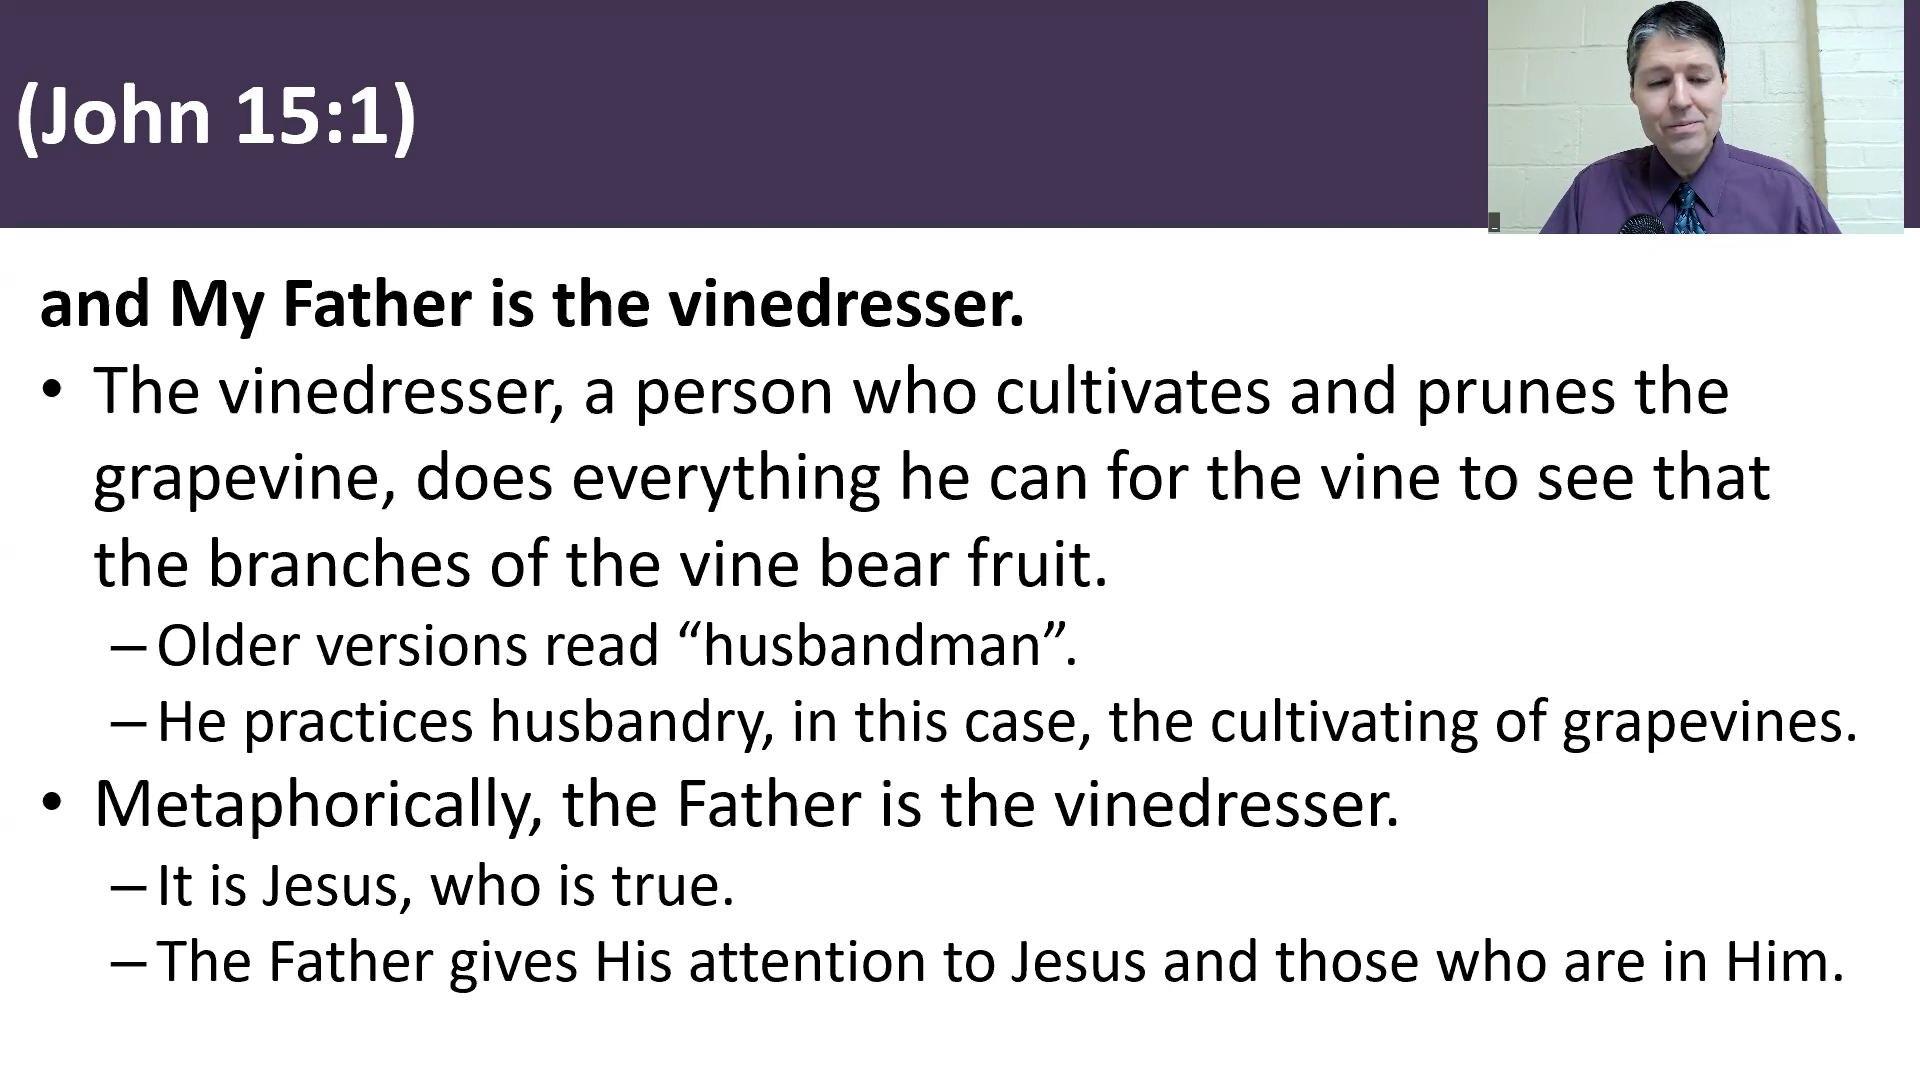 (John 15:1)
and My Father is the vinedresser.
• The vinedresser, a person who cultivates and prunes the
grapevine, does everything he can for the vine to see that
the branches of the vine bear fruit.
– Older versions read “husbandman”.
– He practices husbandry, in this case, the cultivating of grapevines.
• Metaphorically, the Father is the vinedresser.
– It is Jesus, who is true.
– The Father gives His attention to Jesus and those who are in Him.